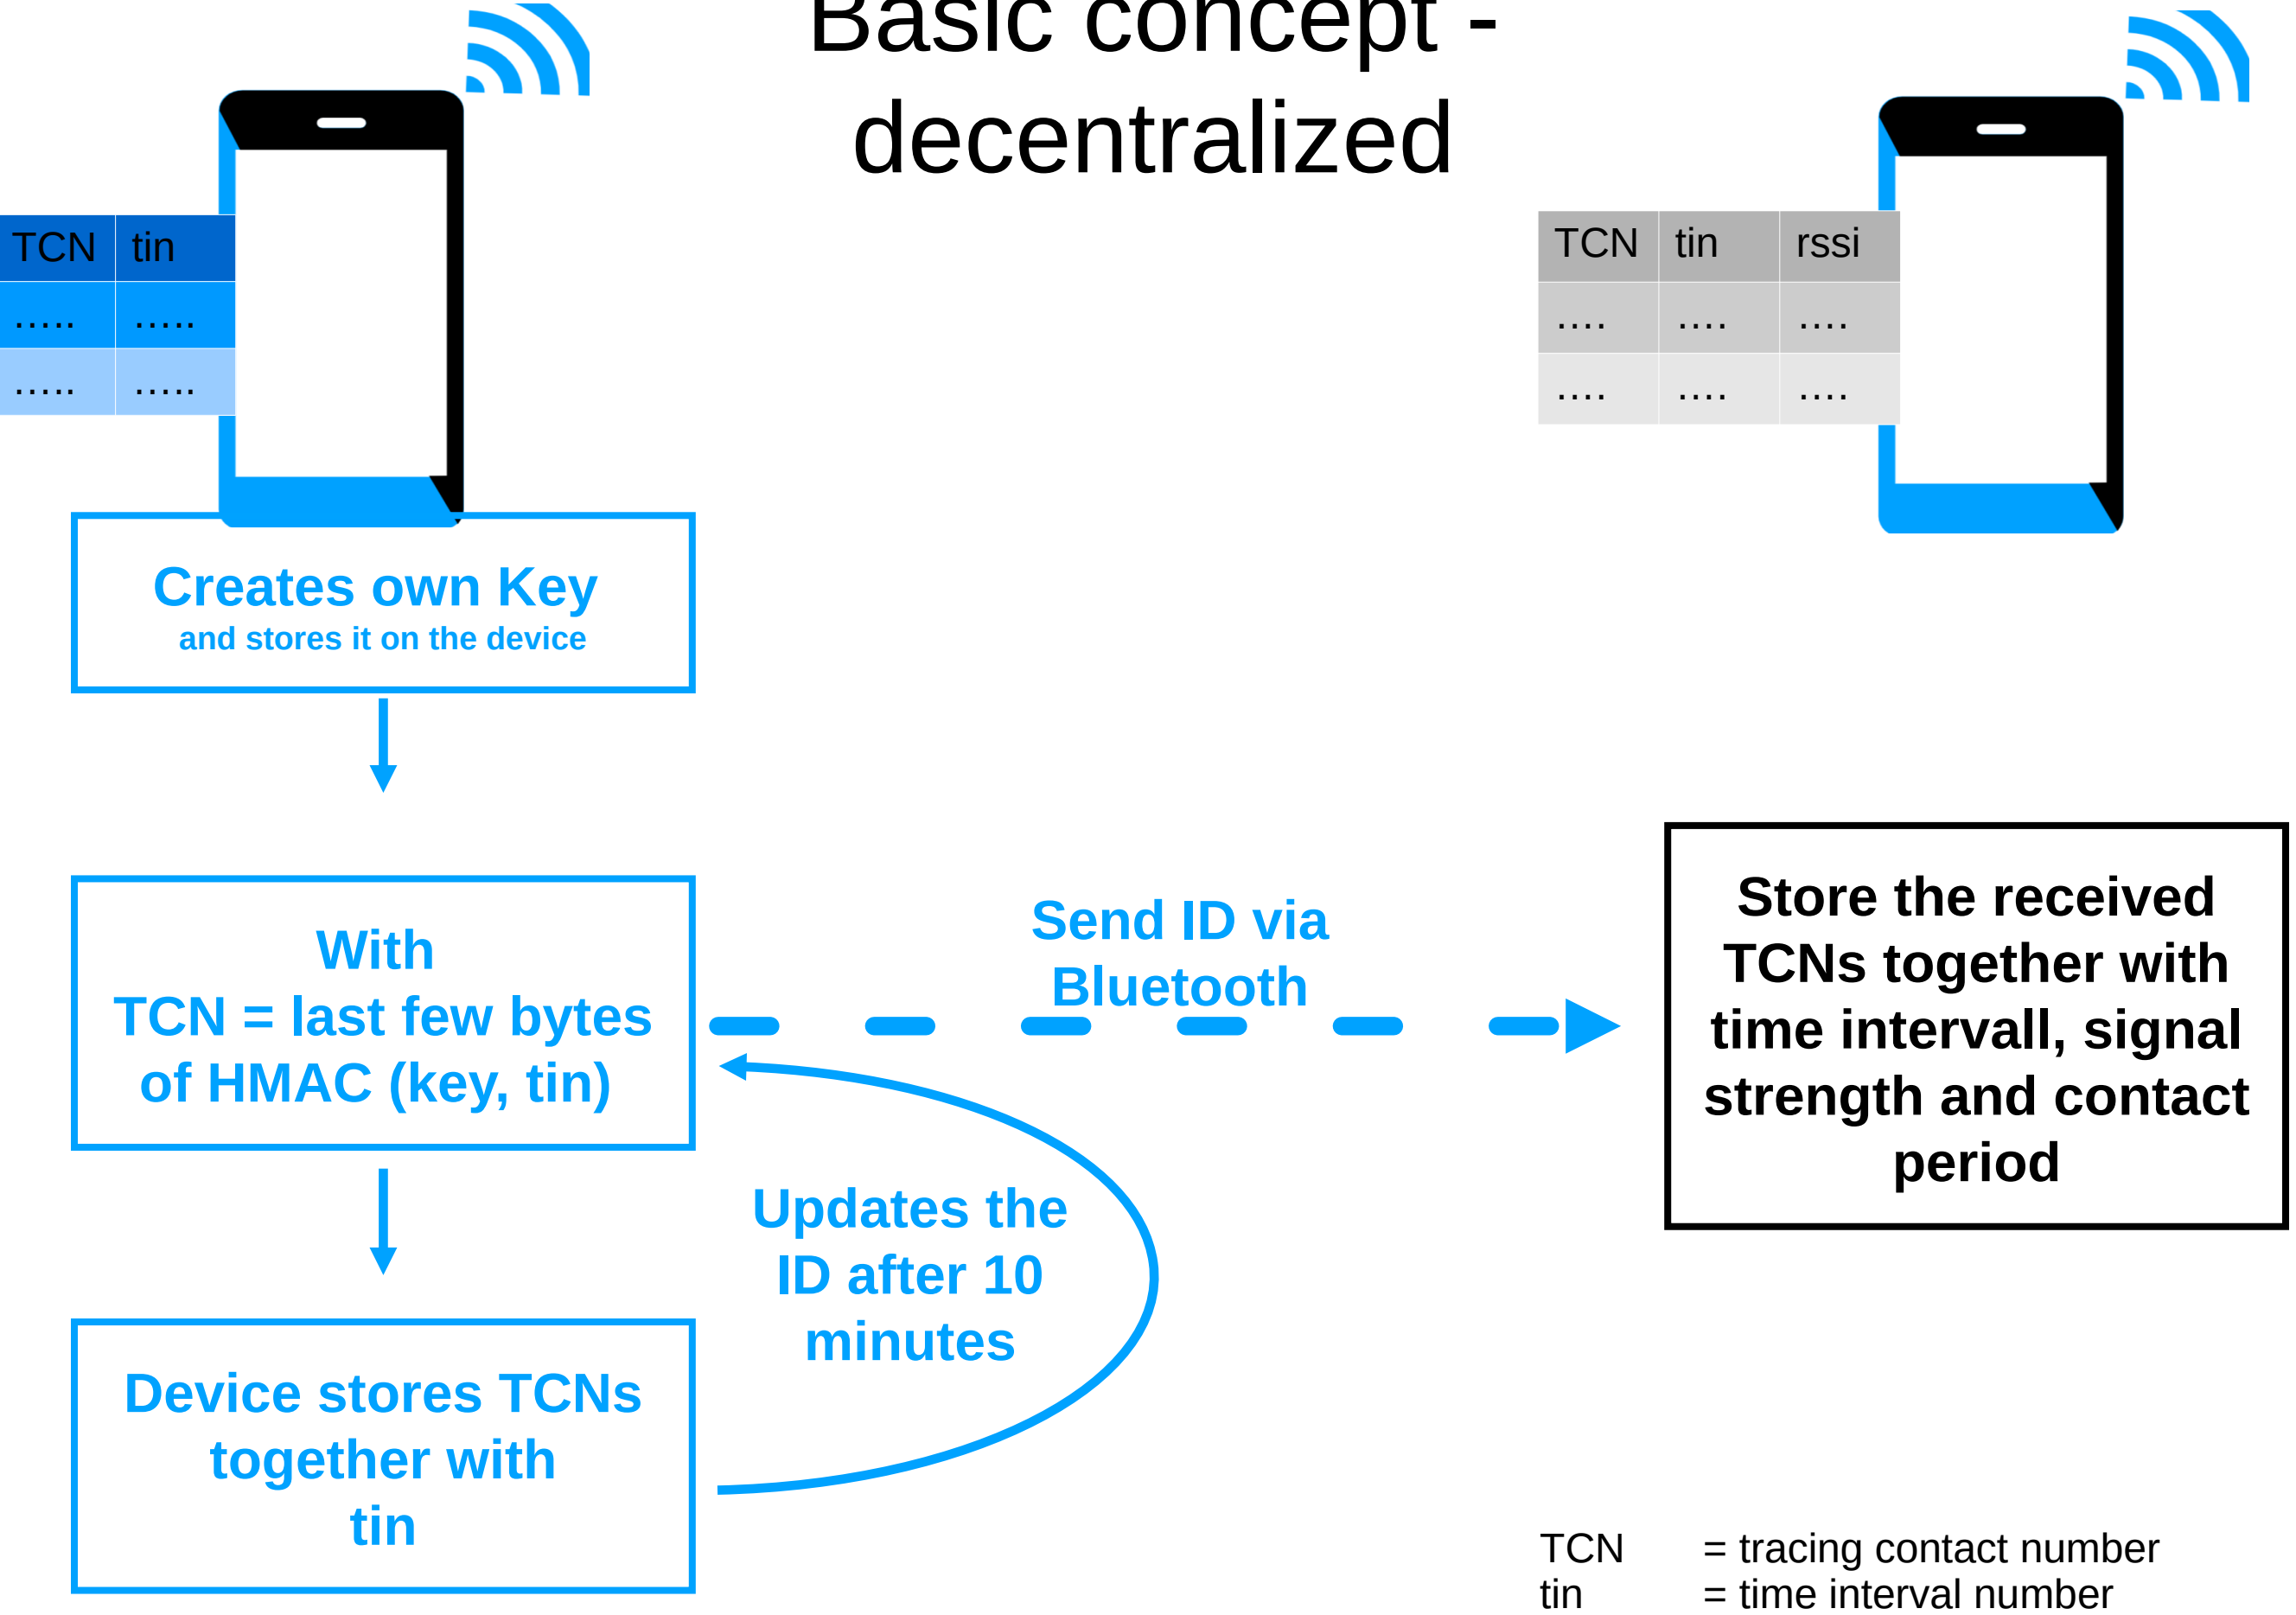 Basic concept -
decentralized
TCN tin
..... .....
..... .....
TCN tin rssi
.... .... ....
.... .... ....
Creates own Key
and stores it on the device
With
TCN = last few bytes
of HMAC (key, tin)
Send ID via
Bluetooth
Store the received
TCNs together with
time intervall, signal
strength and contact
period
Updates the
ID after 10
minutes
Device stores TCNs
together with
tin
TCN = tracing contact number
tin = time interval number